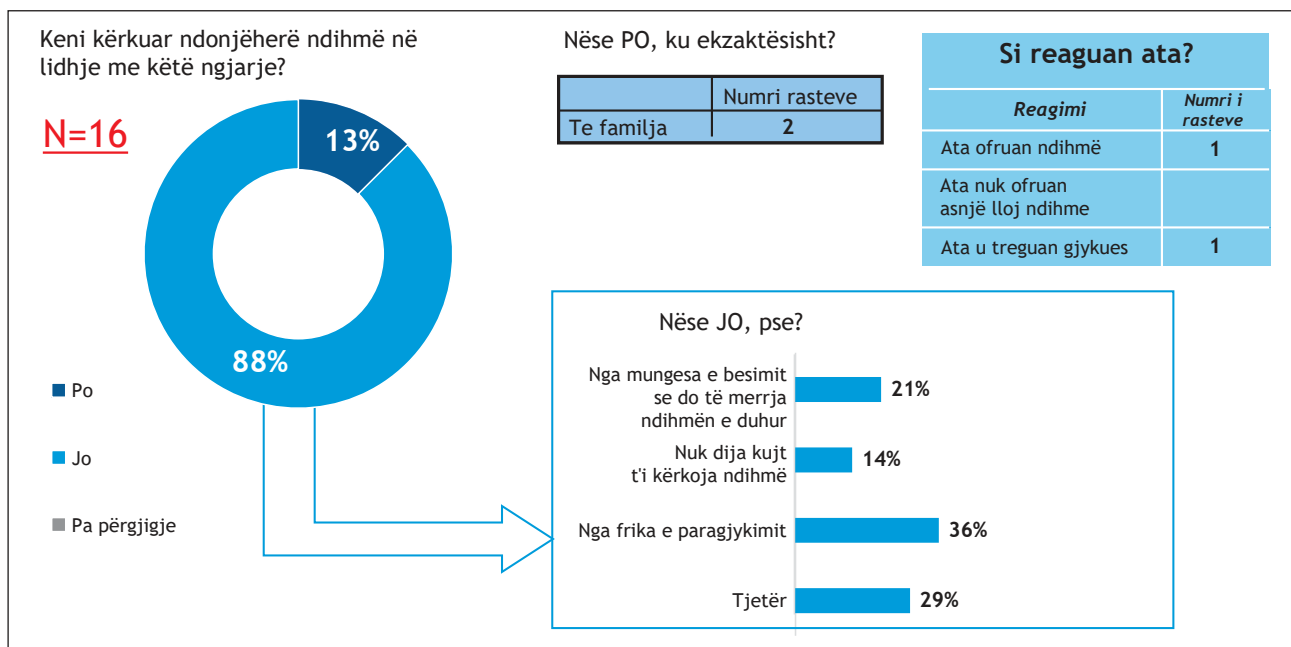 Keni kërkuar ndonjëherë ndihmë në
lidhje me këtë ngjarje?
N=16
13%
88%
Po
Jo
Pa përgjigje
Nëse PO, ku ekzaktësisht?
Numri rasteve
Te familja 2
Si reaguan ata?
Reagimi Numri i
rasteve
Ata ofruan ndihmë 1
Ata nuk ofruan
asnjë lloj ndihme
Ata u treguan gjykues 1
Nëse JO, pse?
Nga mungesa e besimit
se do të merrja
ndihmën e duhur
21%
Nuk dija kujt
t'i kërkoja ndihmë
14%
Nga frika e paragjykimit 36%
Tjetër 29%